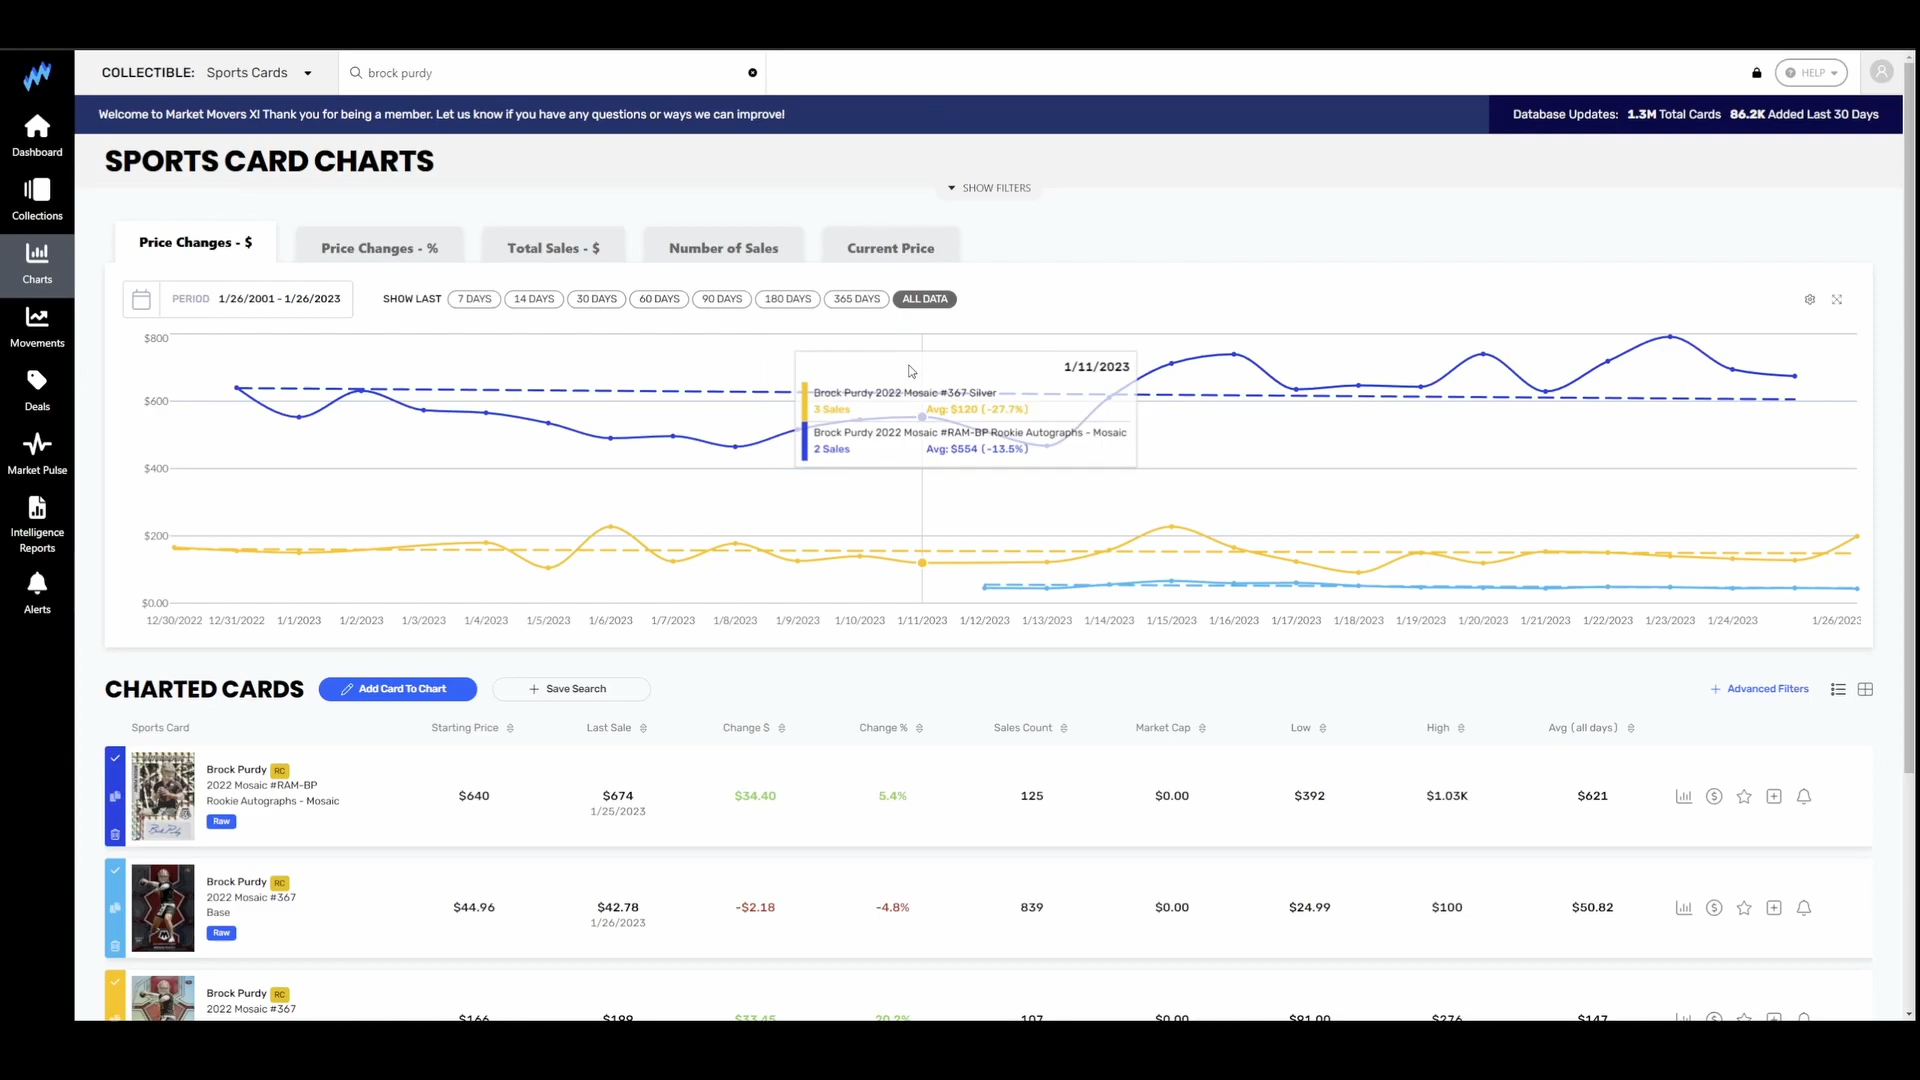 COLLECTIBLE: Sports Cards
brock purdy
HELP
Welcome to Market Movers X! Thank you for being a member. Let us know if you have any questions or ways we can improve!
Database Updates: 1.3M Total Cards 86.2K Added Last 30 Days
Dashboard
Collections
Charts
Movements
Deals
Market Pulse
Intelligence
Reports
Alerts
SPORTS CARD CHARTS
SHOW FILTERS
Price Changes - $
Price Changes - %
Total Sales - $
Number of Sales
Current Price
PERIOD 1/26/2001 - 1/26/2023
SHOW LAST 7 DAYS 14 DAYS 30 DAYS 60 DAYS 90 DAYS 180 DAYS 365 DAYS ALL DATA
$800
$600
$400
$200
$0.00
1/11/2023
Brock Purdy 2022 Mosaic #367 Silver
3 Sales Avg: $120 (-27.7%)
Brock Purdy 2022 Mosaic #RAM-BP Rookie Autographs - Mosaic
2 Sales Avg: $554 (-13.5%)
12/30/2022 12/31/2022 1/1/2023 1/2/2023 1/3/2023 1/4/2023 1/5/2023 1/6/2023 1/7/2023 1/8/2023 1/9/2023 1/10/2023 1/11/2023 1/12/2023 1/13/2023 1/14/2023 1/15/2023 1/16/2023 1/17/2023 1/18/2023 1/19/2023 1/20/2023 1/21/2023 1/22/2023 1/23/2023 1/24/2023 1/26/2023
CHARTED CARDS
Add Card To Chart
+ Save Search
+ Advanced Filters
Sports Card Starting Price Last Sale Change $ Change % Sales Count Market Cap Low High Avg (all days)
Brock Purdy RC
2022 Mosaic #RAM-BP
Rookie Autographs - Mosaic
Raw
$640 $674 $34.40 5.4% 125 $0.00 $392 $1.03K $621
1/25/2023
Brock Purdy RC
2022 Mosaic #367
Base
Raw
$44.96 $42.78 -$2.18 -4.8% 839 $0.00 $24.99 $100 $50.82
1/26/2023
Brock Purdy RC
2022 Mosaic #367
$166 $199 $33.45 20.2% 107 $0.00 $91.00 $276 $147